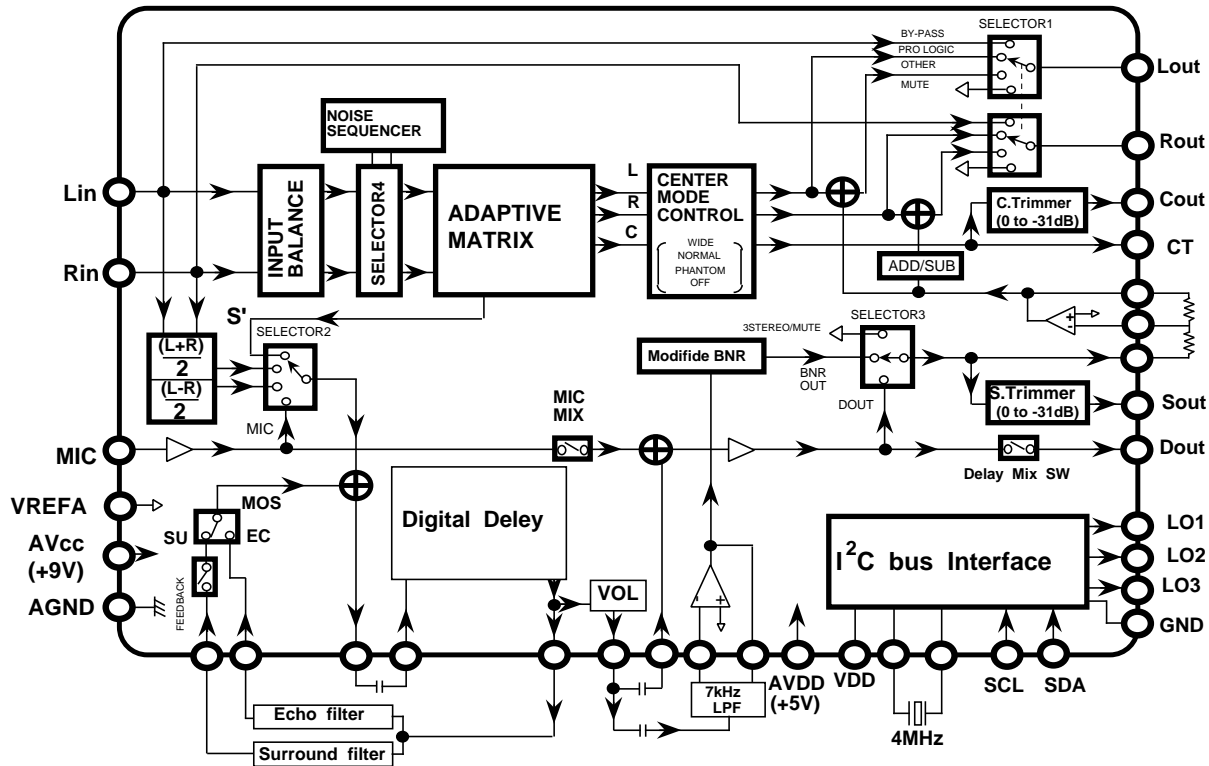 SELECTOR1
BY-PASS
PRO LOGIC
OTHER
MUTE
Lout
NOISE
SEQUENCER
Rout
Lin
INPUT
BALANCE
SELECTOR4
ADAPTIVE
MATRIX
L
R
C
CENTER
MODE
CONTROL
WIDE
NORMAL
PHANTOM
OFF
C.Trimmer
(0 to -31dB)
Cout
CT
Rin
ADD/SUB
+
-
S'
SELECTOR2
(L+R)
2
(L-R)
2
MIC
3STEREO/MUTE
SELECTOR3
Modifide BNR
BNR
OUT
DOUT
S.Trimmer
(0 to -31dB)
Sout
MIC
MIC
MIX
Dout
Delay Mix SW
VREFA
MOS
SU
EC
Digital Deley
AVcc
(+9V)
FEEDBACK
AGND
VOL
-
+
I2C bus Interface
LO1
LO2
LO3
GND
7kHz
LPF
AVDD
(+5V)
VDD
SCL
SDA
4MHz
Echo filter
Surround filter